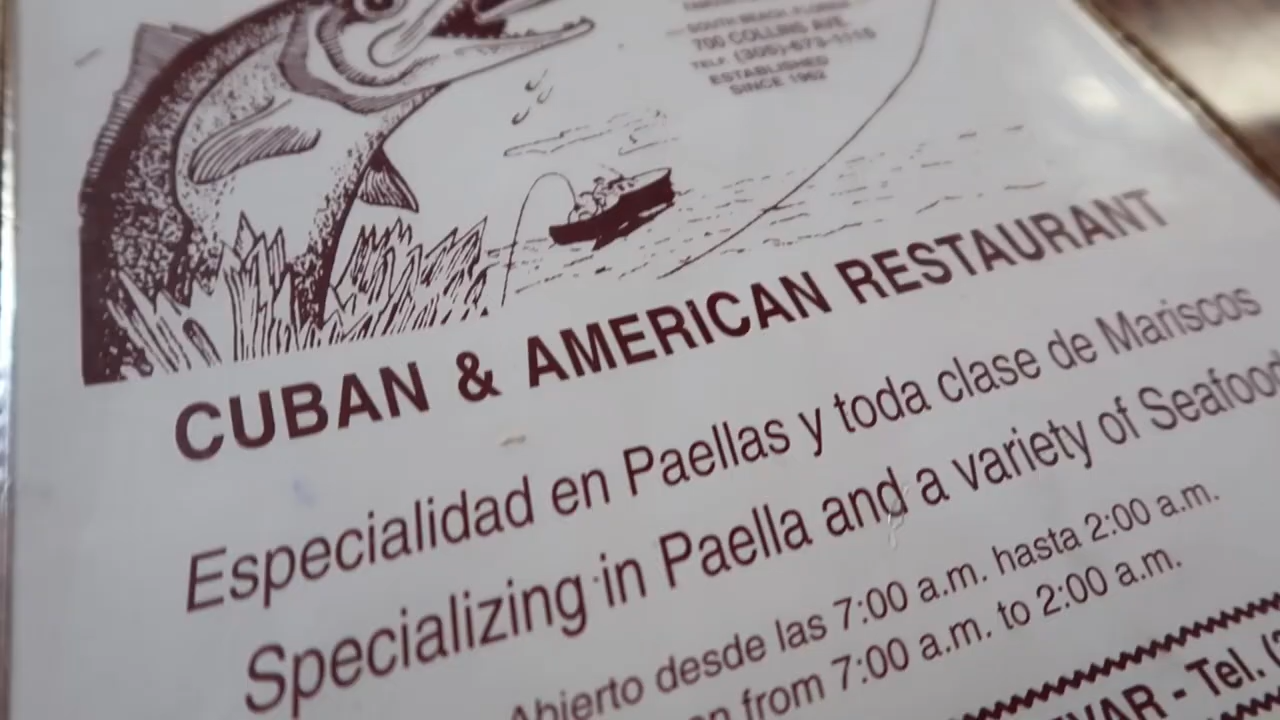 SOUTH BEACH, FLORIDA
700 COLLINS AVE.
TELF. (305)-673-1115
ESTABLISHED
SINCE 1962
CUBAN & AMERICAN RESTAURANT
Especialidad en Paellas y toda clase de Mariscos
Specializing in Paella and a variety of Seafood
Abierto desde las 7:00 a.m. hasta 2:00 a.m.
from 7:00 a.m. to 2:00 a.m.
- Tel.